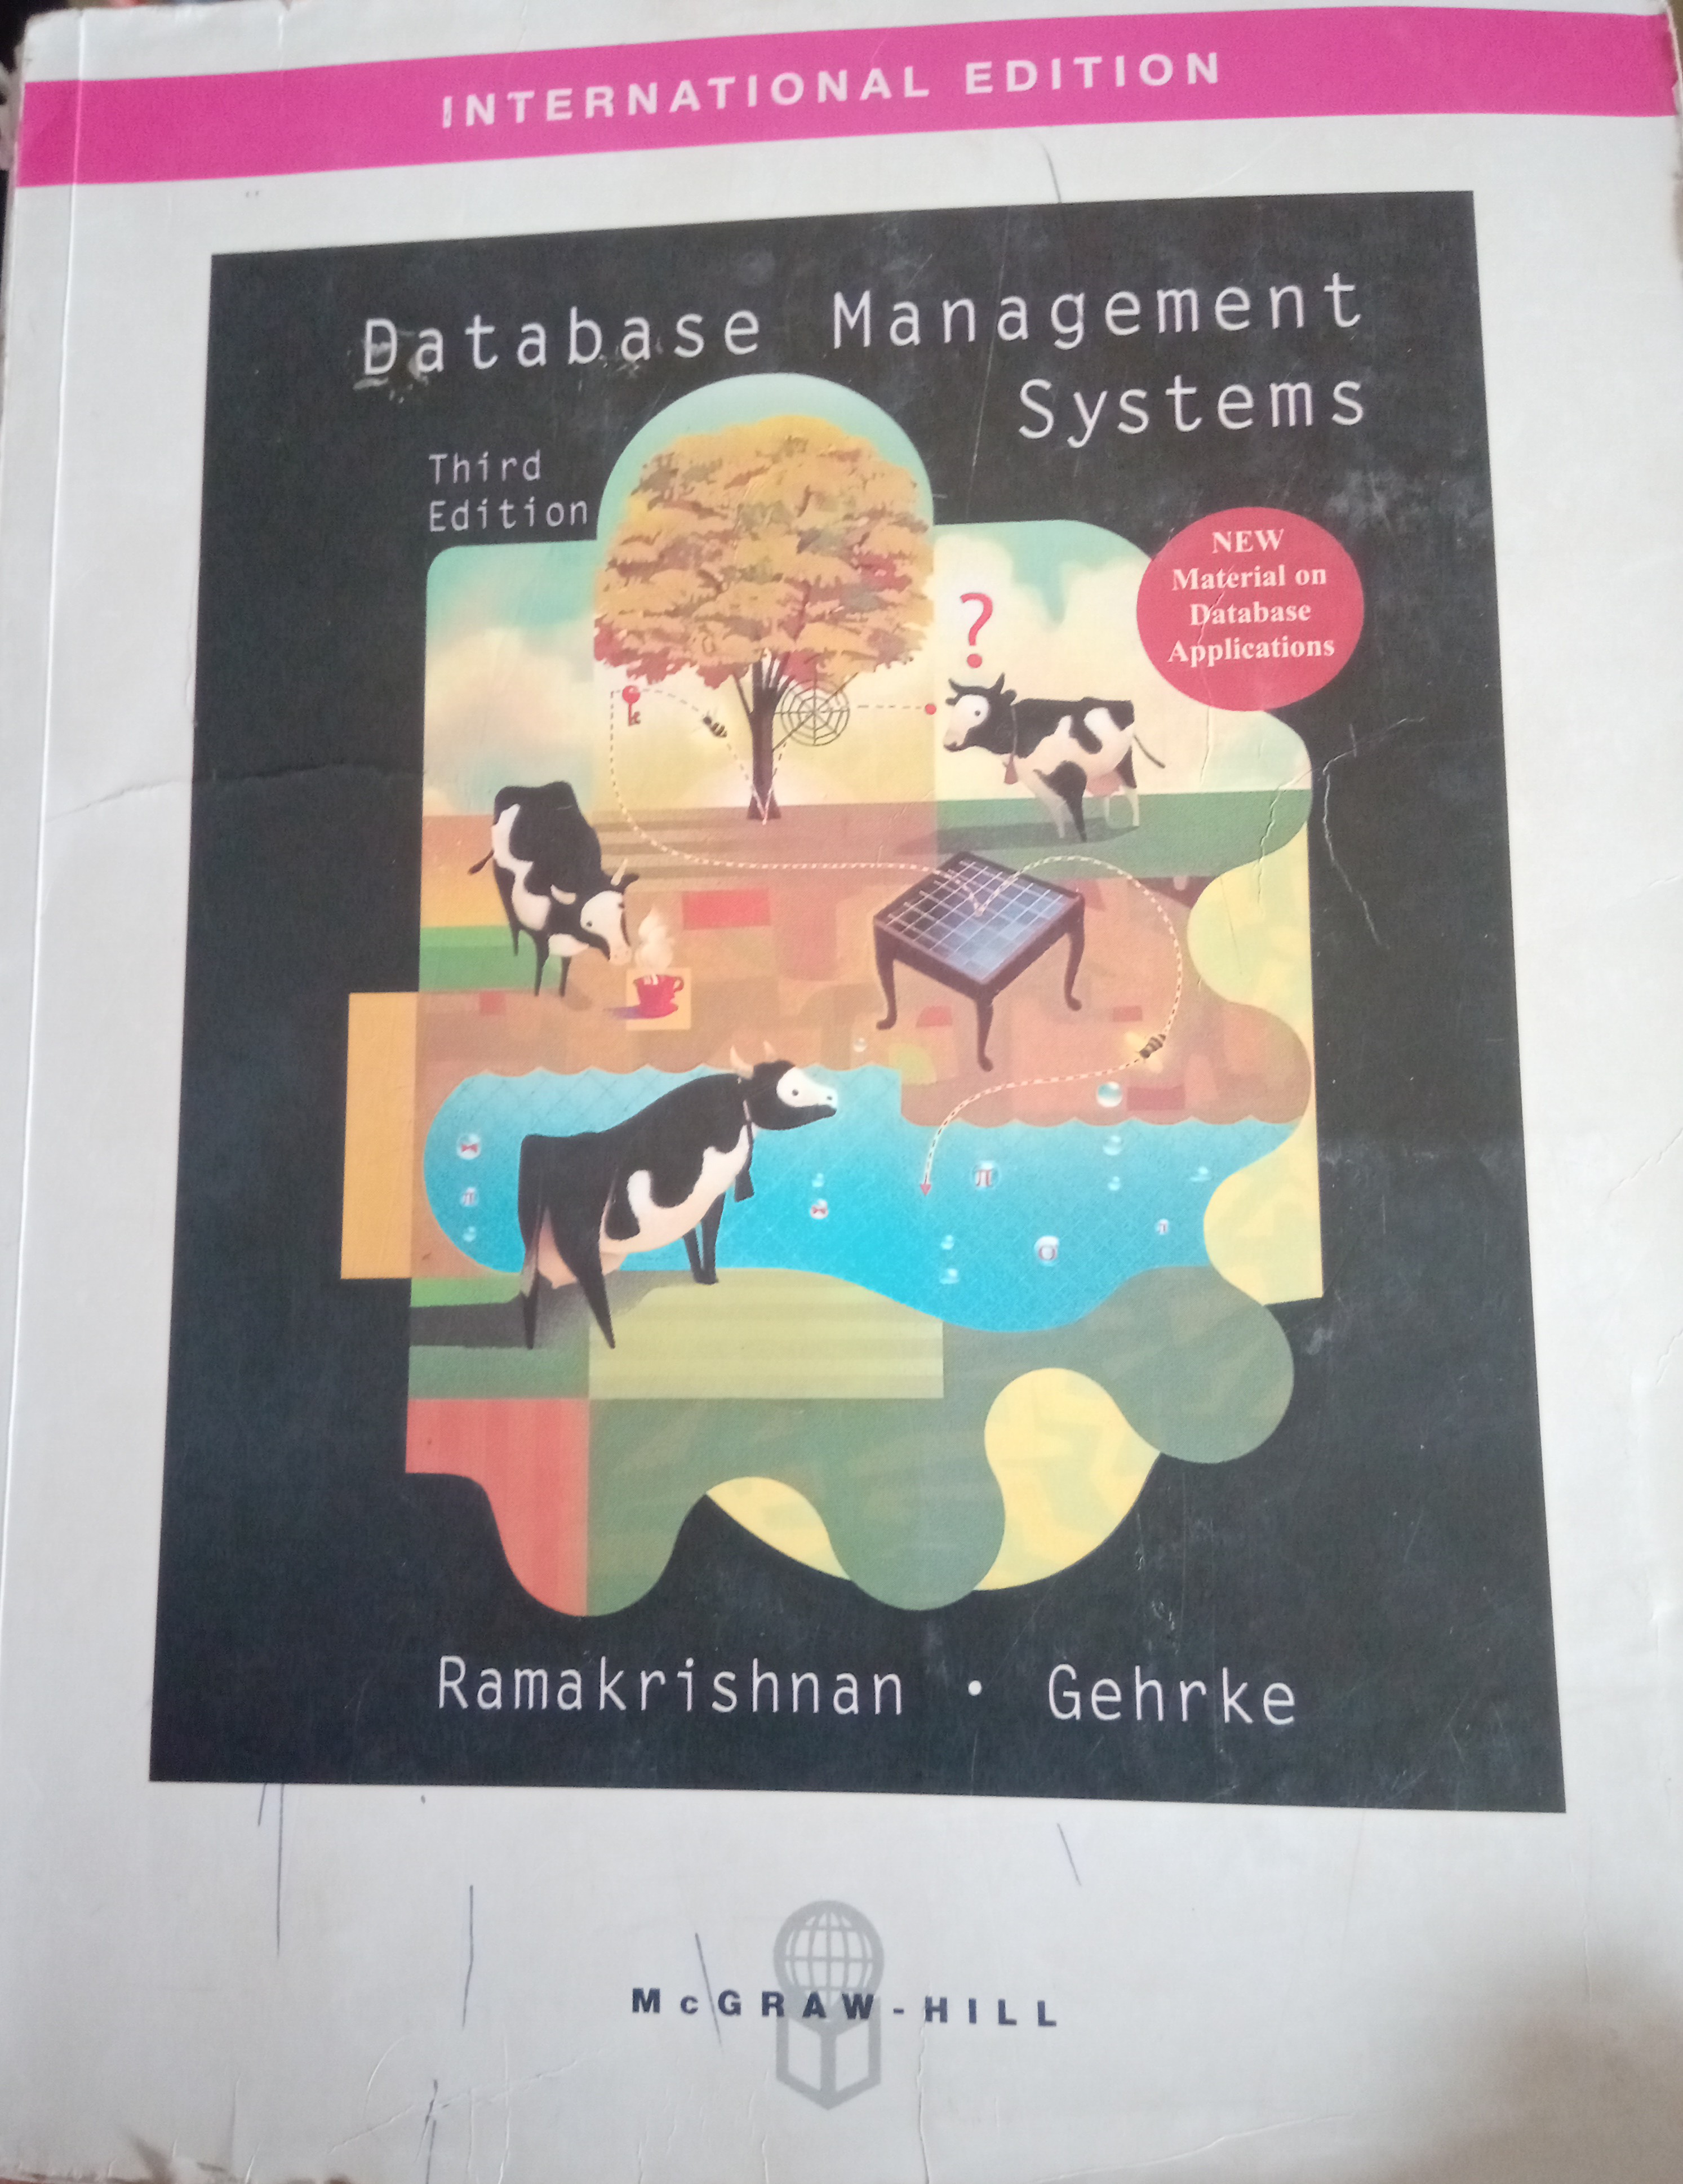 INTERNATIONAL EDITION
Database Management
Systems
Third
Edition
NEW
Material on
Database
Applications
?
π
π
σ
π
Ramakrishnan • Gehrke
McGRAW-HILL